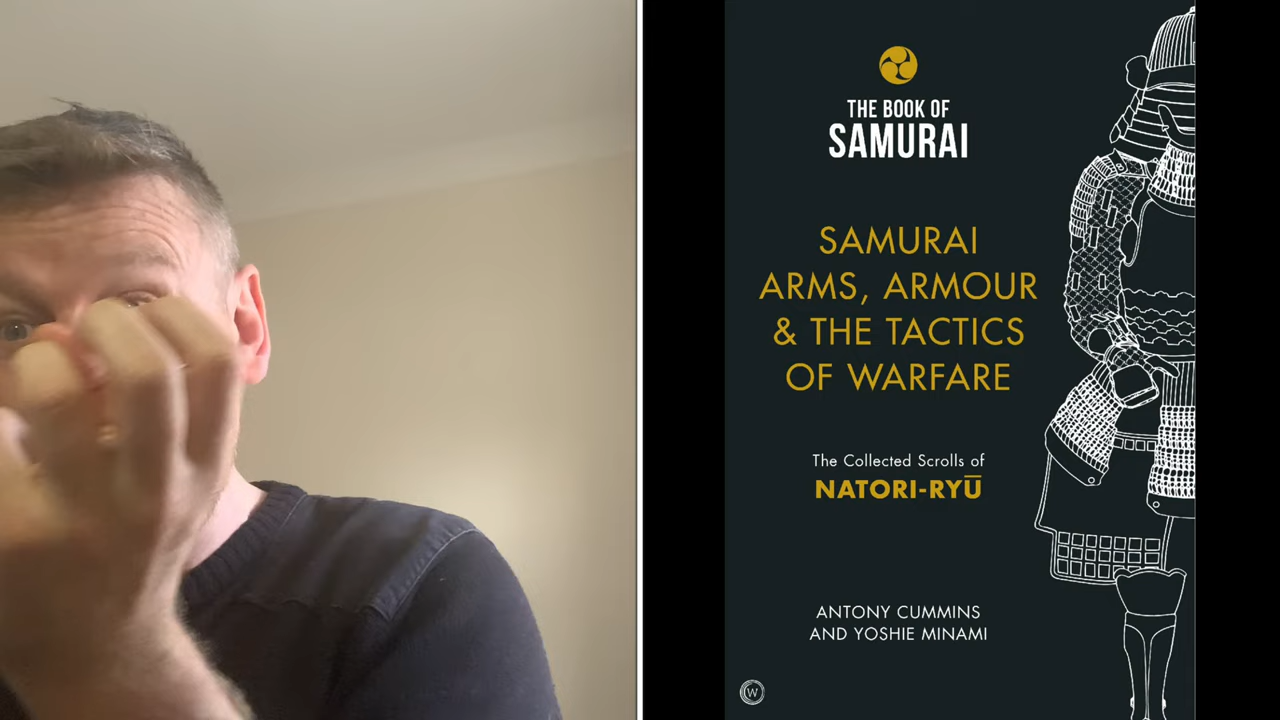 THE BOOK OF
SAMURAI
SAMURAI
ARMS, ARMOUR
& THE TACTICS
OF WARFARE
The Collected Scrolls of
NATORI-RYŪ
ANTONY CUMMINS
AND YOSHIE MINAMI
W